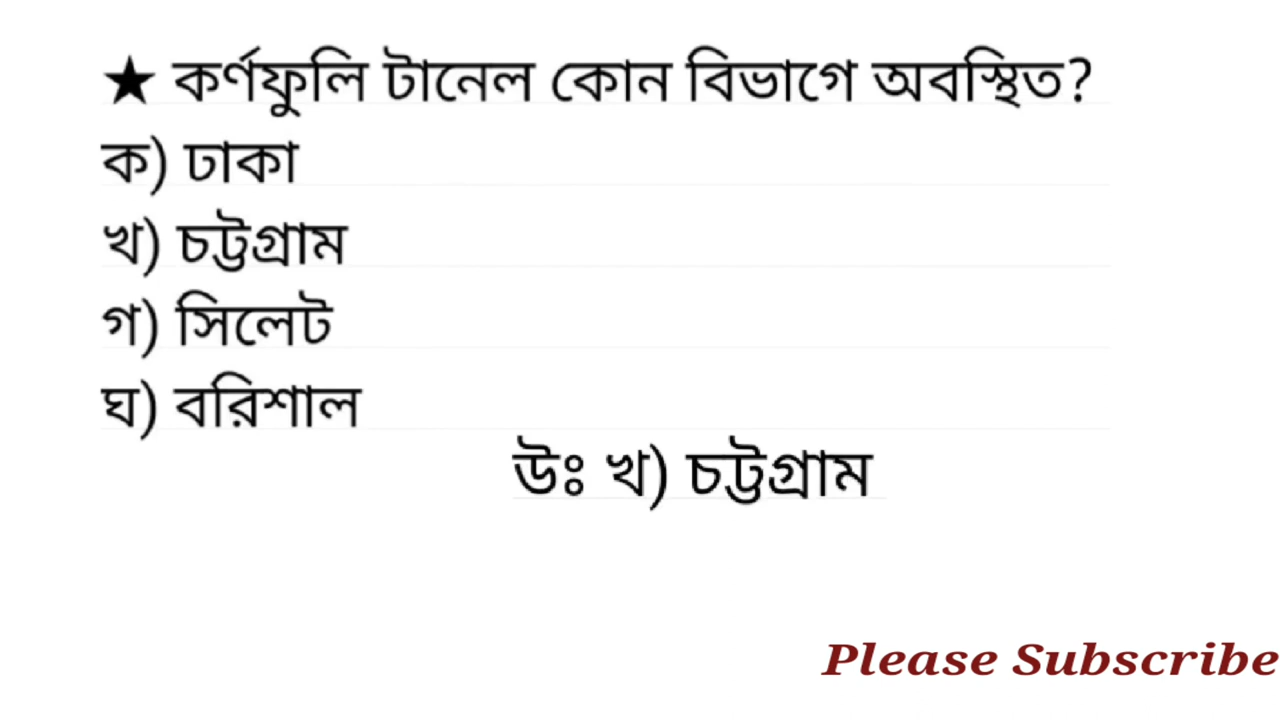 ★ কর্ণফুলি টানেল কোন বিভাগে অবস্থিত?
ক) ঢাকা
খ) চট্টগ্রাম
গ) সিলেট
ঘ) বরিশাল
উঃ খ) চট্টগ্রাম
Please Subscribe